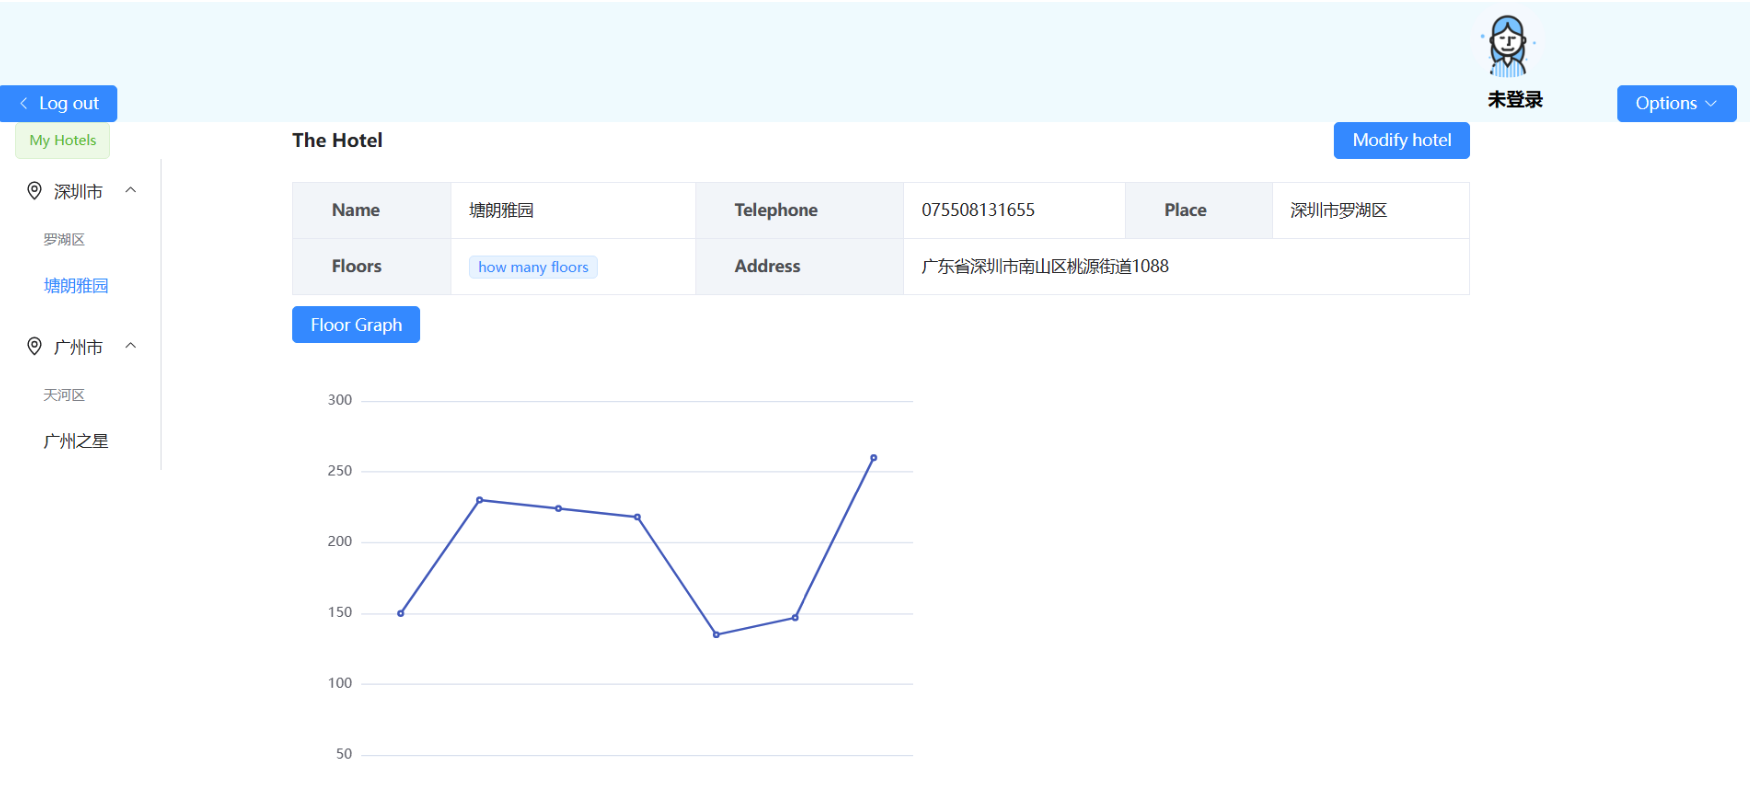 未登录
Log out
Options
My Hotels
The Hotel
Modify hotel
深圳市
罗湖区
塘朗雅园
广州市
天河区
广州之星
Name 塘朗雅园 Telephone 075508131655 Place 深圳市罗湖区
Floors how many floors Address 广东省深圳市南山区桃源街道1088
Floor Graph
300
250
200
150
100
50